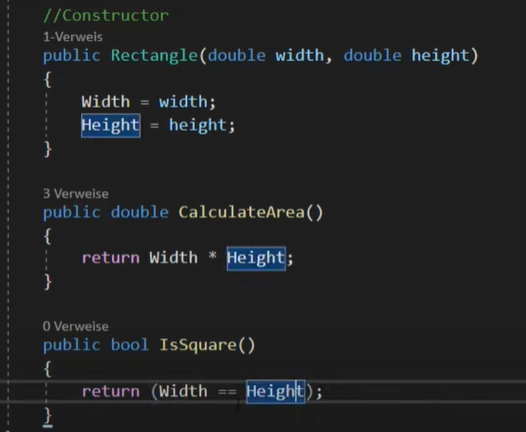 //Constructor
1-Verweis
public Rectangle(double width, double height)
{
Width = width;
Height = height;
}
3 Verweise
public double CalculateArea()
{
return Width * Height;
}
0 Verweise
public bool IsSquare()
{
return (Width == Height);
}